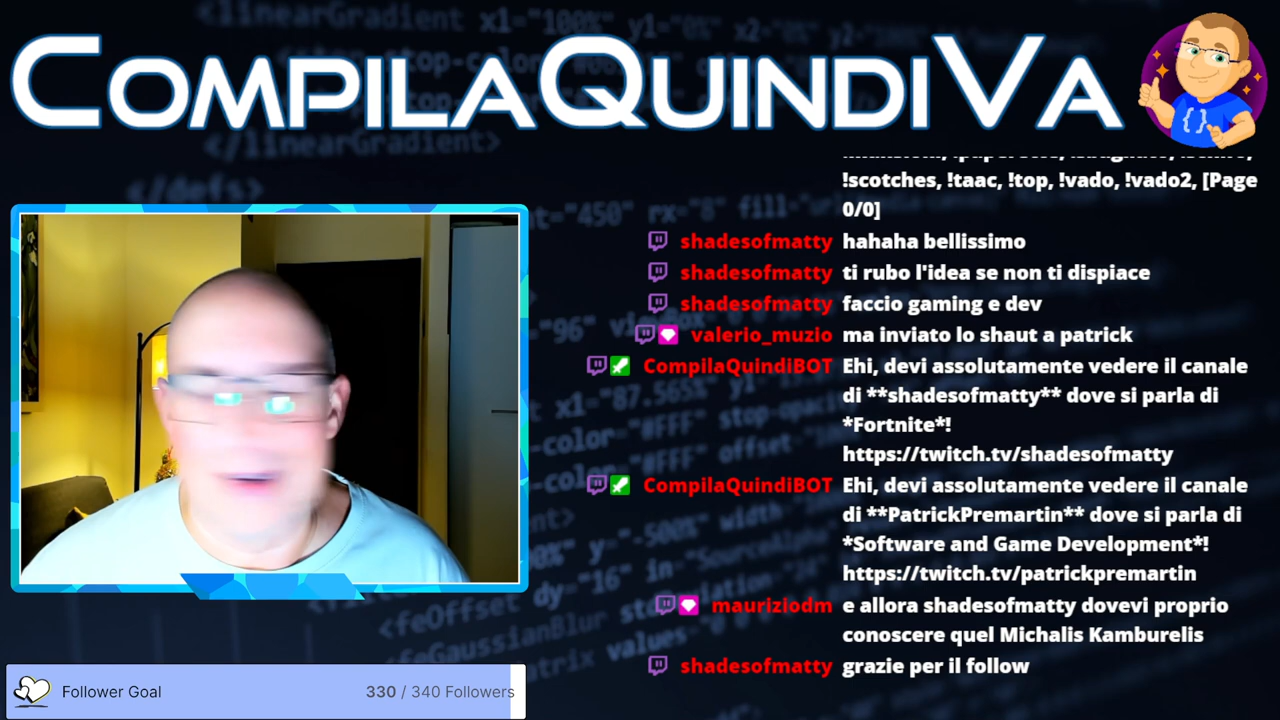 COMPILAQUINDIVA
!scotches, !taac, !top, !vado, !vado2, [Page
0/0]
shadesofmatty hahaha bellissimo
shadesofmatty ti rubo l'idea se non ti dispiace
shadesofmatty faccio gaming e dev
valerio_muzio ma inviato lo shaut a patrick
CompilaQuindiBOT Ehi, devi assolutamente vedere il canale
di **shadesofmatty** dove si parla di
*Fortnite*!
https://twitch.tv/shadesofmatty
CompilaQuindiBOT Ehi, devi assolutamente vedere il canale
di **PatrickPremartin** dove si parla di
*Software and Game Development*!
https://twitch.tv/patrickpremartin
mauriziodm e allora shadesofmatty dovevi proprio
conoscere quel Michalis Kamburelis
shadesofmatty grazie per il follow
Follower Goal 330 / 340 Followers